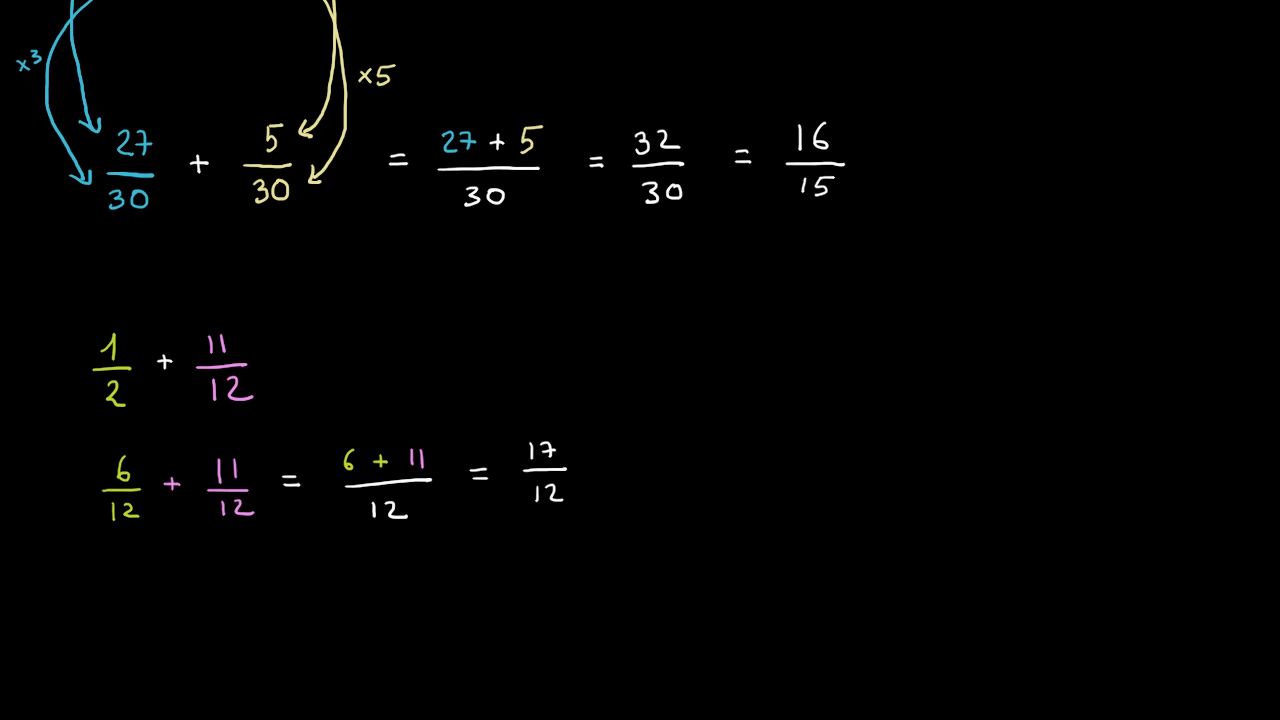 x3
x5
27/30 + 5/30 = 27 + 5/30 = 32/30 = 16/15
1/2 + 11/12
6/12 + 11/12 = 6 + 11/12 = 17/12